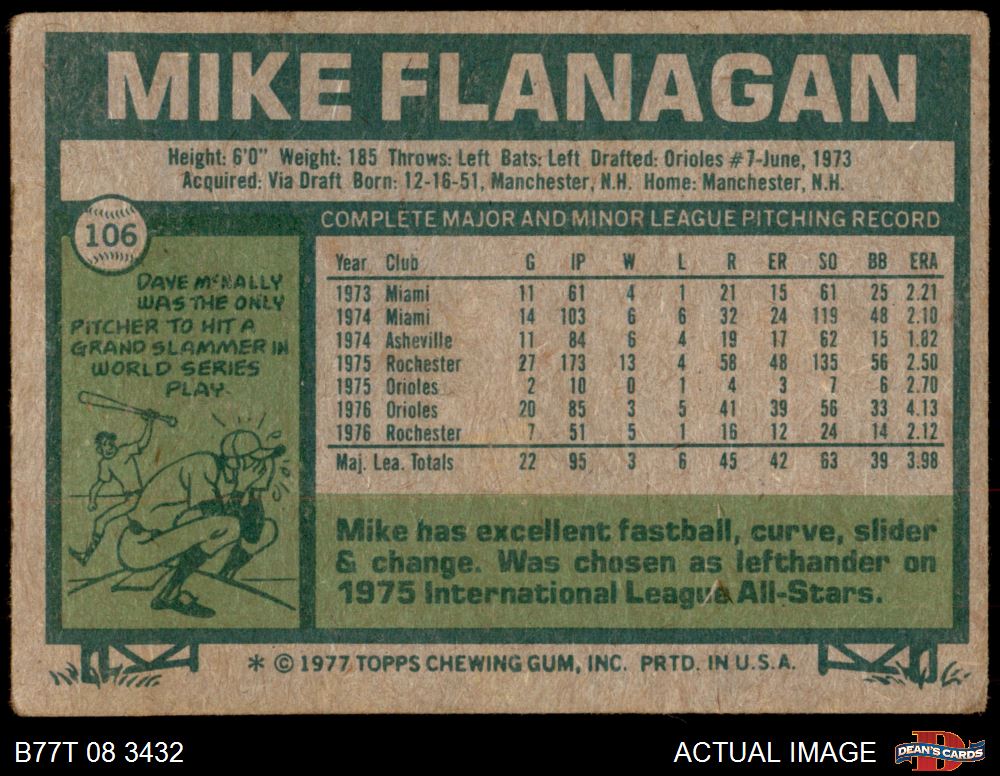 MIKE FLANAGAN
Height: 6'0" Weight: 185 Throws: Left Bats: Left Drafted: Orioles #7-June, 1973
Acquired: Via Draft Born: 12-16-51, Manchester, N.H. Home: Manchester, N.H.
106
DAVE McNALLY
WAS THE ONLY
PITCHER TO HIT A
GRAND SLAMMER IN
WORLD SERIES
PLAY.
COMPLETE MAJOR AND MINOR LEAGUE PITCHING RECORD
Year Club G IP W L R ER SO BB ERA
1973 Miami 11 61 4 1 21 15 61 25 2.21
1974 Miami 14 103 6 6 32 24 119 48 2.10
1974 Asheville 11 84 6 4 19 17 62 15 1.82
1975 Rochester 27 173 13 4 58 48 135 56 2.50
1975 Orioles 2 10 0 1 4 3 7 6 2.70
1976 Orioles 20 85 3 5 41 39 56 33 4.13
1976 Rochester 7 51 5 1 16 12 24 14 2.12
Maj. Lea. Totals 22 95 3 6 45 42 63 39 3.98
Mike has excellent fastball, curve, slider
& change. Was chosen as lefthander on
1975 International League All-Stars.
* © 1977 TOPPS CHEWING GUM, INC. PRTD. IN U.S.A.
B77T 08 3432
ACTUAL IMAGE
DEAN'S CARDS